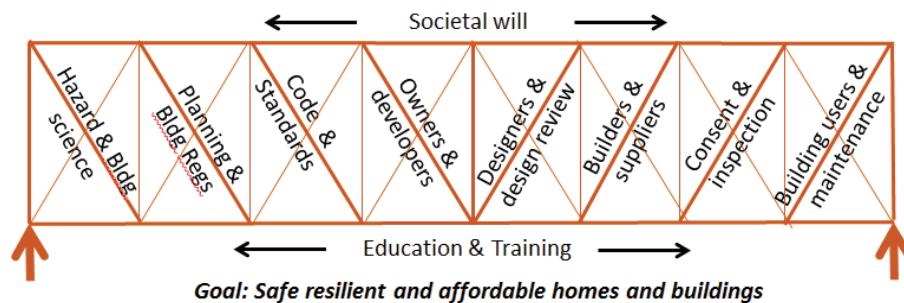 Societal will
Hazard & Bldg
science
Planning &
Bldg Regs
Code &
Standards
Owners &
developers
Designers &
design review
Builders &
suppliers
Consent &
inspection
Building users &
maintenance
Education & Training
Goal: Safe resilient and affordable homes and buildings